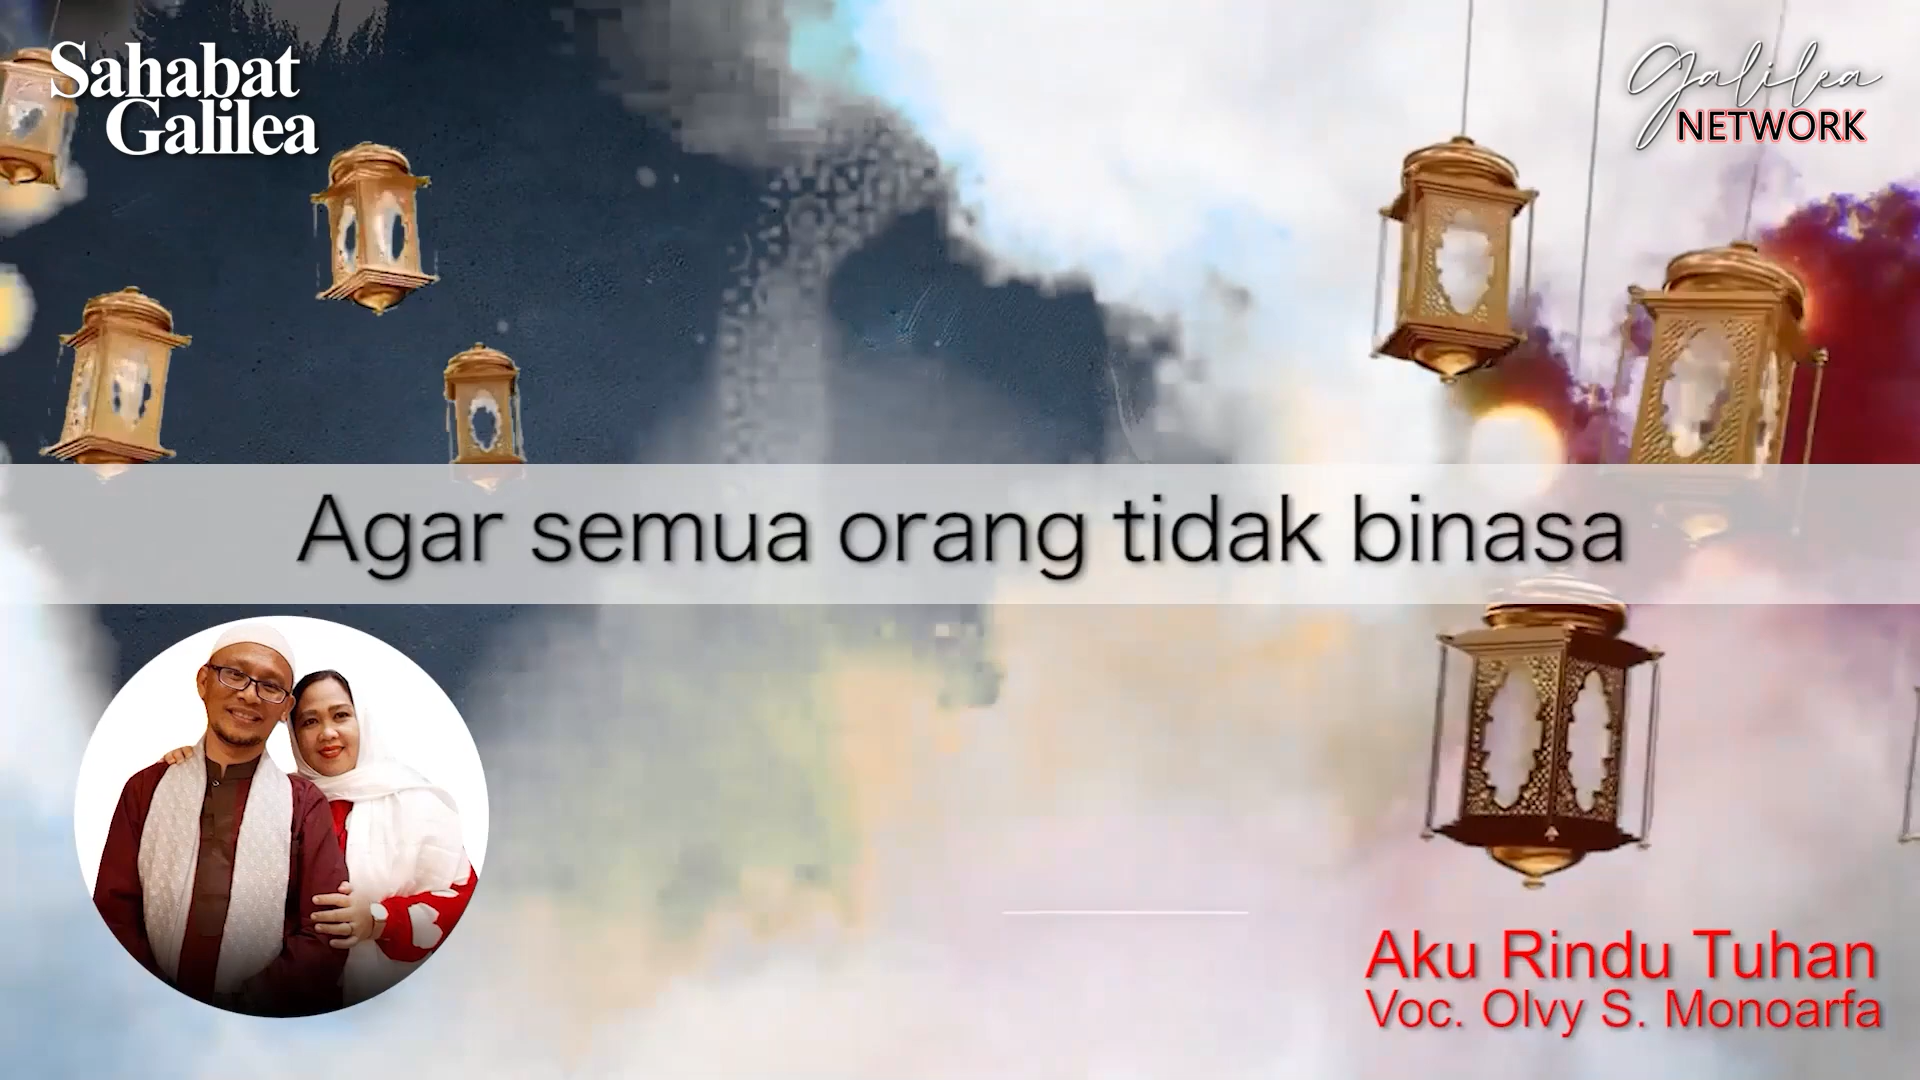 Sahabat
Galilea
Galilea
NETWORK
Agar semua orang tidak binasa
Aku Rindu Tuhan
Voc. Olvy S. Monoarfa